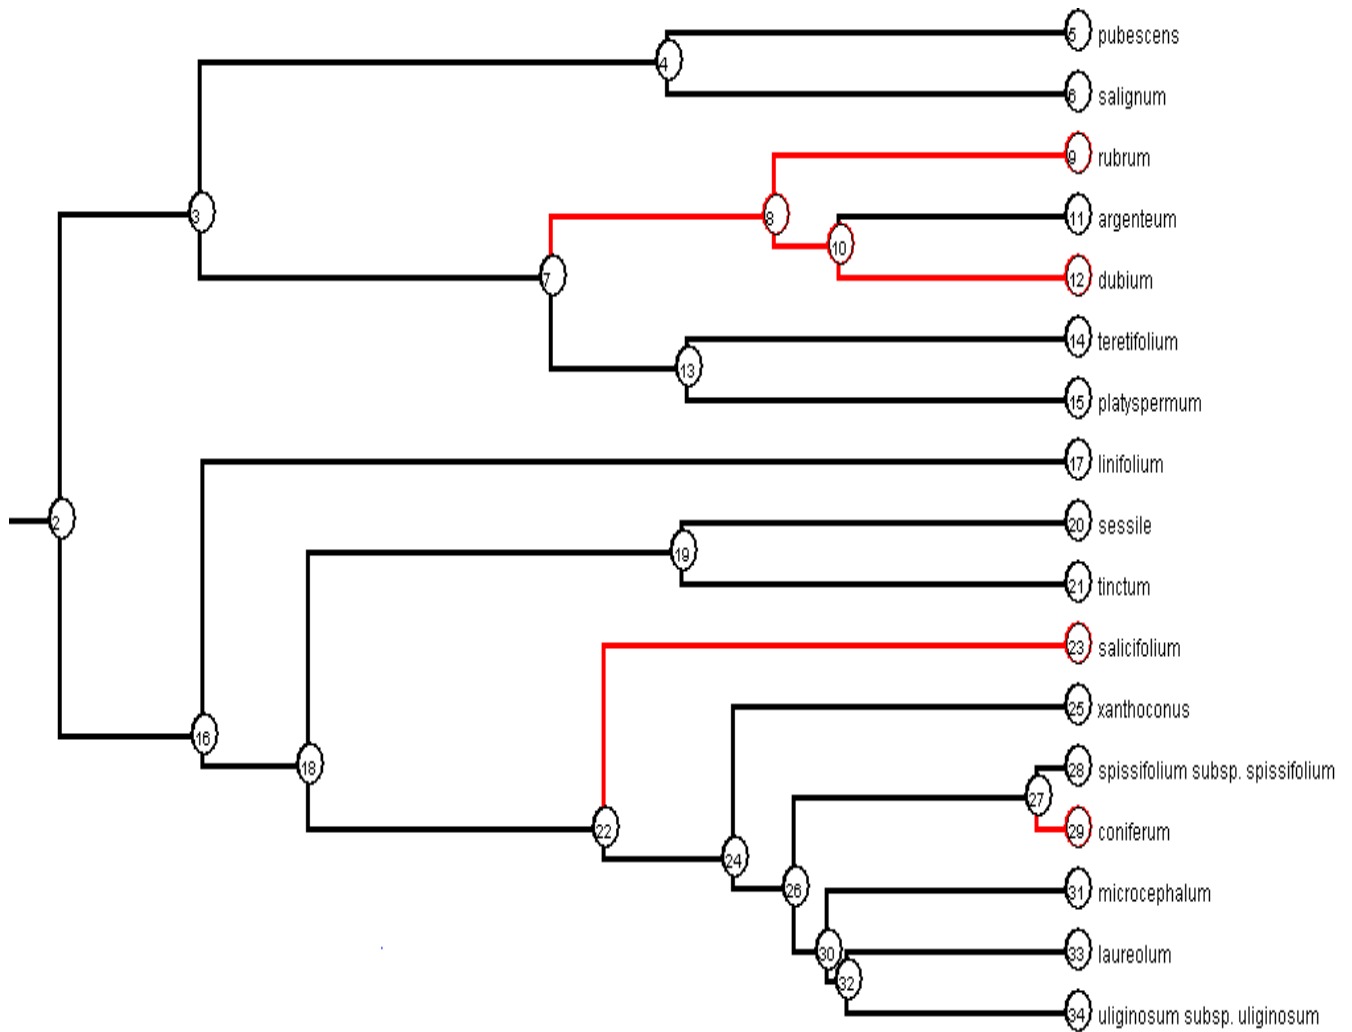 5 pubescens
4
6 salignum
9 rubrum
3
8
11 argenteum
10
7
12 dubium
14 teretifolium
13
15 platyspermum
17 linifolium
2
20 sessile
19
21 tinctum
23 salicifolium
25 xanthoconus
16
18
28 spissifolium subsp. spissifolium
27
22
29 coniferum
24
26
31 microcephalum
30
33 laureolum
32
34 uliginosum subsp. uliginosum